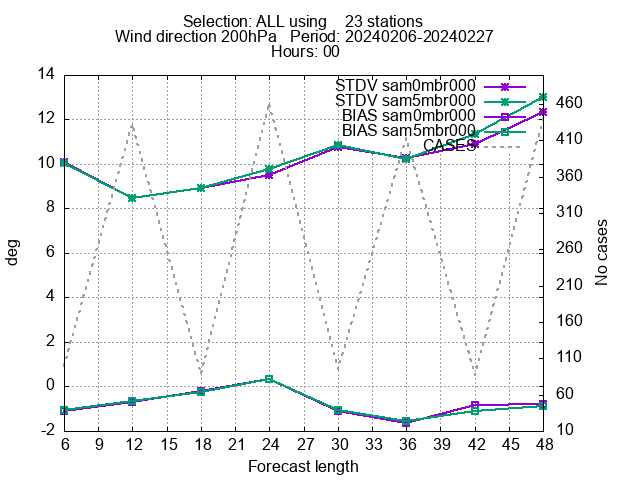 Selection: ALL using    23 stations
Wind direction 200hPa   Period: 20240206-20240227
Hours: 00
14
12
10
8
6
4
2
0
-2
deg
STDV sam0mbr000
STDV sam5mbr000
BIAS sam0mbr000
BIAS sam5mbr000
CASES
460
410
360
310
260
210
160
110
60
10
No cases
6 9 12 15 18 21 24 27 30 33 36 39 42 45 48
Forecast length